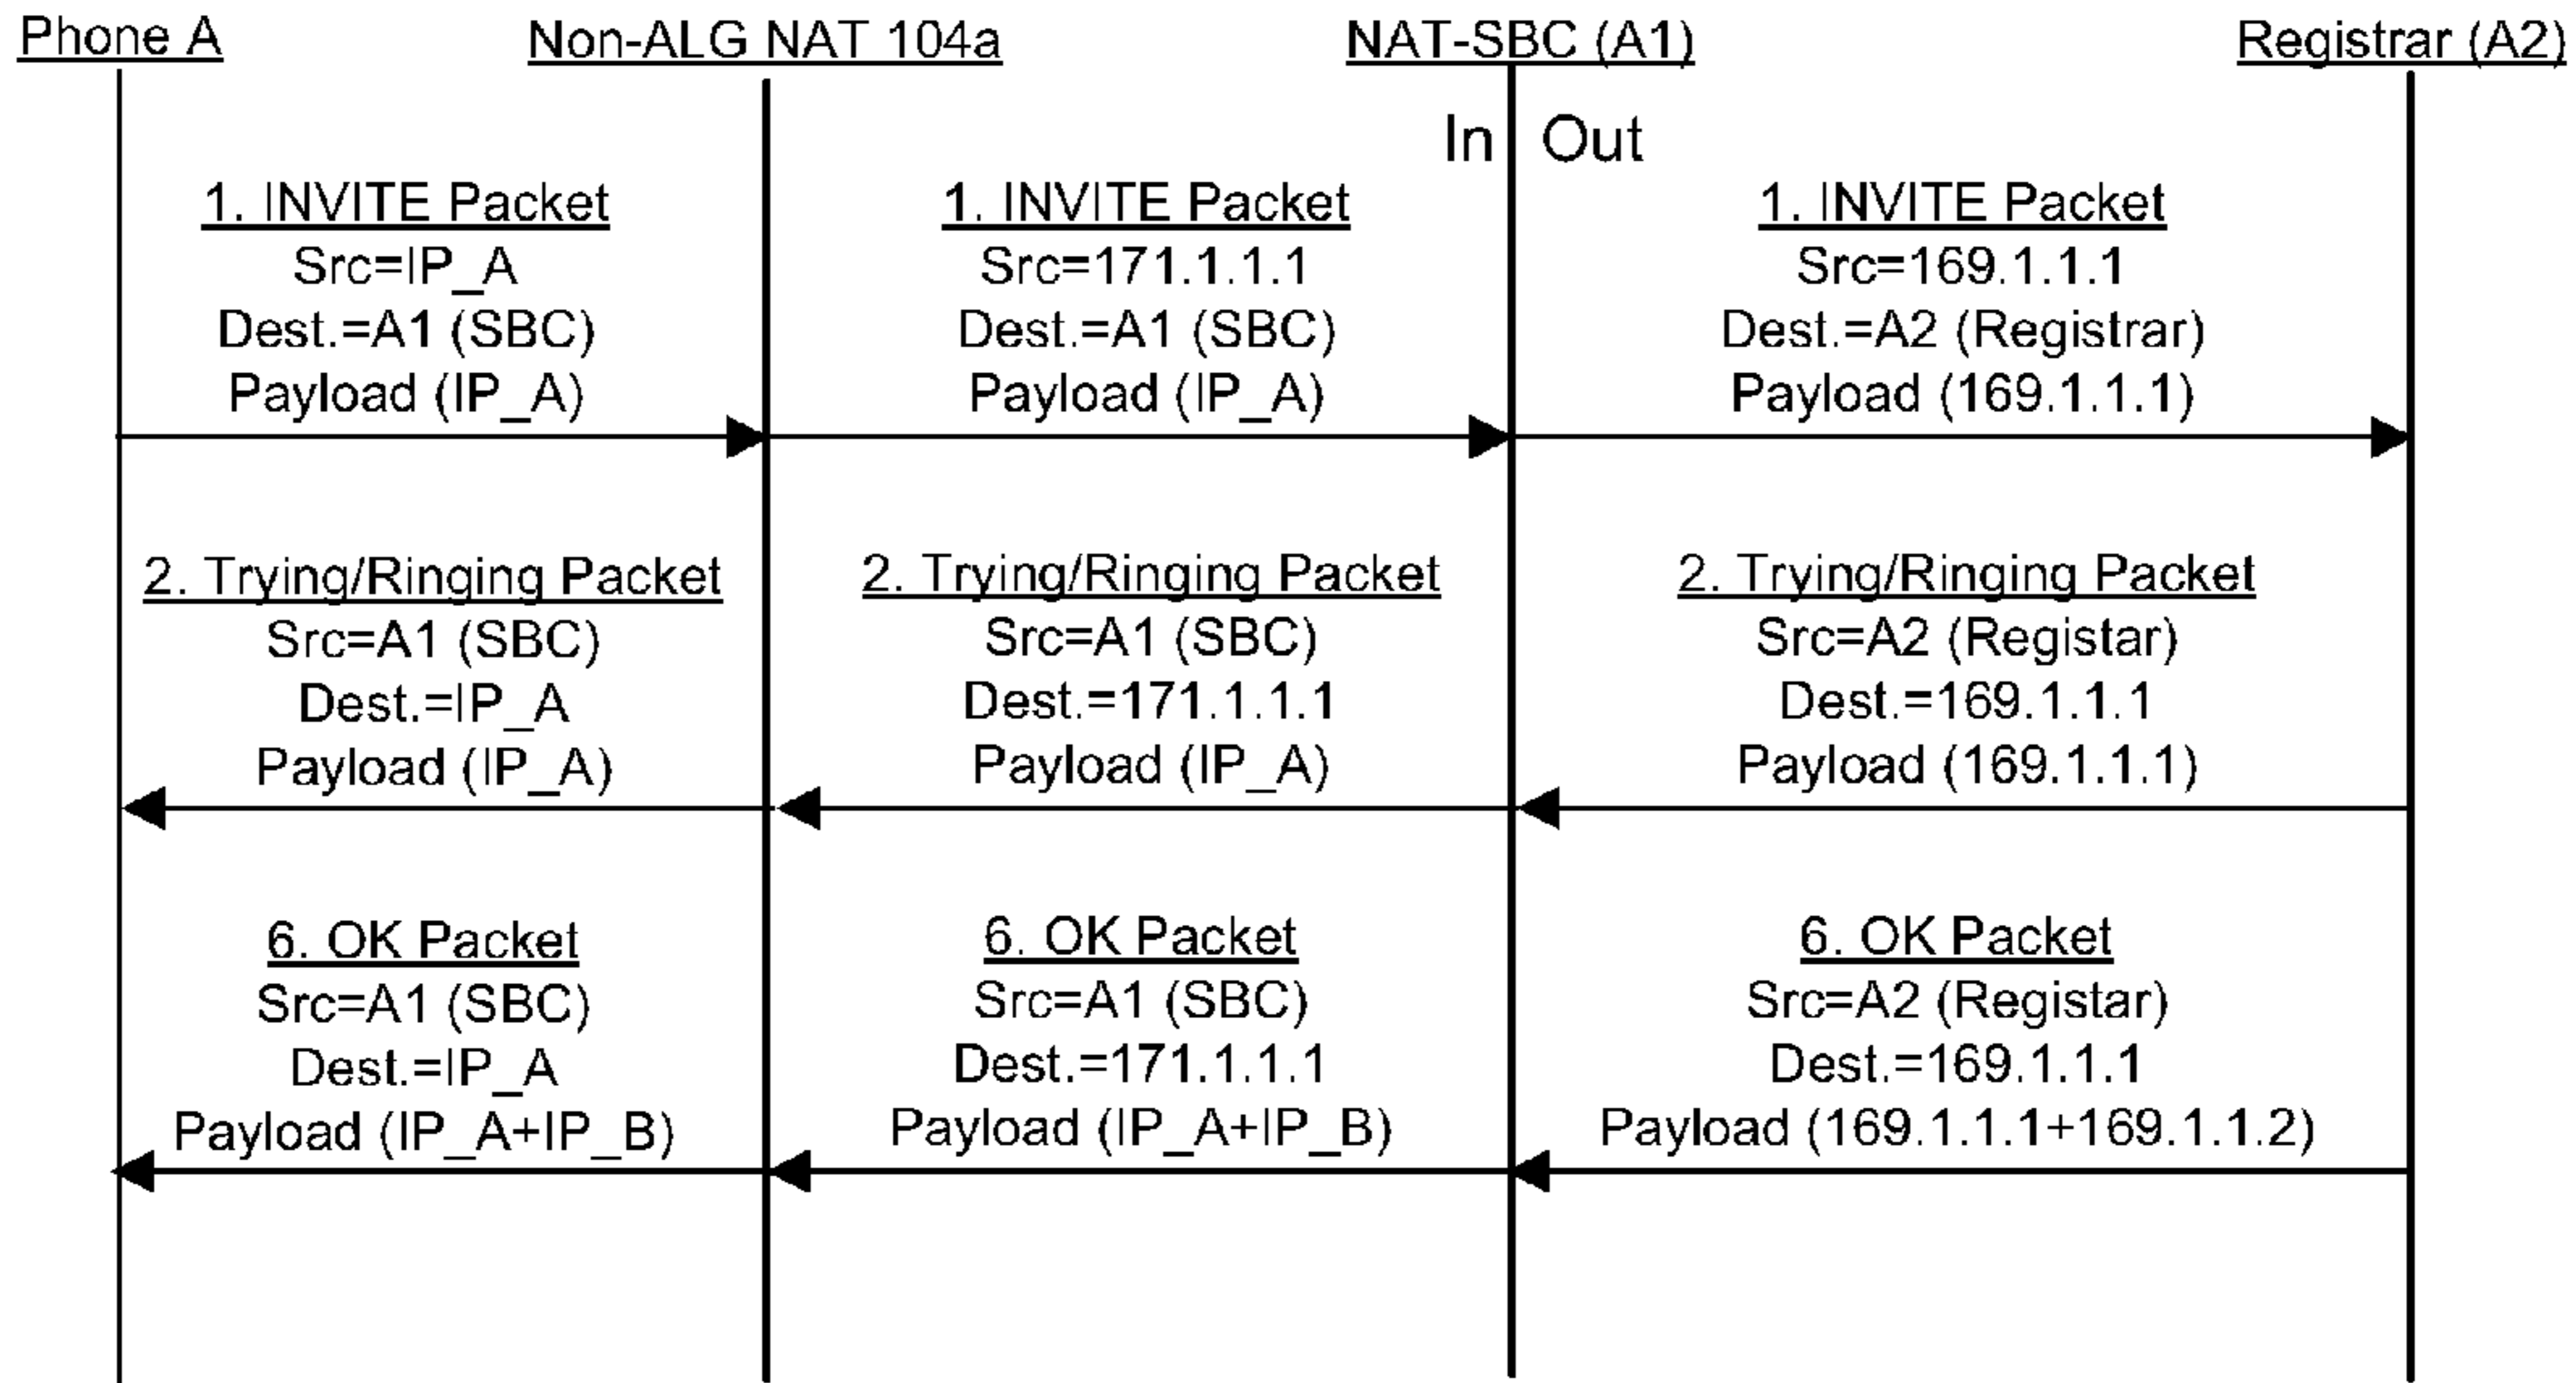 Phone A
Non-ALG NAT 104a
NAT-SBC (A1)
Registrar (A2)
In
Out
1. INVITE Packet
Src=IP_A
Dest.=A1 (SBC)
Payload (IP_A)
1. INVITE Packet
Src=171.1.1.1
Dest.=A1 (SBC)
Payload (IP_A)
1. INVITE Packet
Src=169.1.1.1
Dest.=A2 (Registrar)
Payload (169.1.1.1)
2. Trying/Ringing Packet
Src=A1 (SBC)
Dest.=IP_A
Payload (IP_A)
2. Trying/Ringing Packet
Src=A1 (SBC)
Dest.=171.1.1.1
Payload (IP_A)
2. Trying/Ringing Packet
Src=A2 (Registar)
Dest.=169.1.1.1
Payload (169.1.1.1)
6. OK Packet
Src=A1 (SBC)
Dest.=IP_A
Payload (IP_A+IP_B)
6. OK Packet
Src=A1 (SBC)
Dest.=171.1.1.1
Payload (IP_A+IP_B)
6. OK Packet
Src=A2 (Registar)
Dest.=169.1.1.1
Payload (169.1.1.1+169.1.1.2)